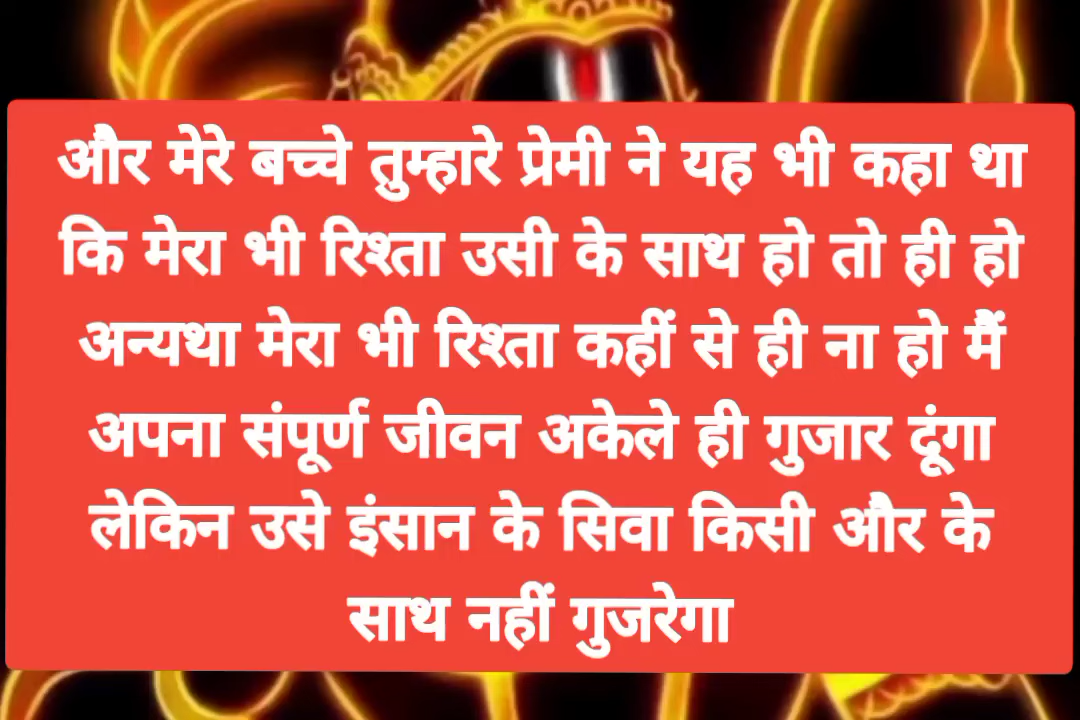 और मेरे बच्चे तुम्हारे प्रेमी ने यह भी कहा था
कि मेरा भी रिश्ता उसी के साथ हो तो ही हो
अन्यथा मेरा भी रिश्ता कहीं से ही ना हो मैं
अपना संपूर्ण जीवन अकेले ही गुजार दूंगा
लेकिन उसे इंसान के सिवा किसी और के
साथ नहीं गुजरेगा